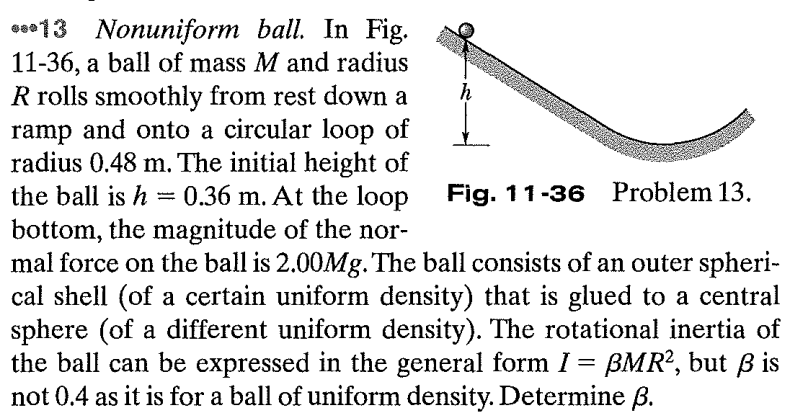 •••13 Nonuniform ball. In Fig.
11-36, a ball of mass M and radius
R rolls smoothly from rest down a
ramp and onto a circular loop of
radius 0.48 m. The initial height of
the ball is h = 0.36 m. At the loop
bottom, the magnitude of the nor-
mal force on the ball is 2.00Mg. The ball consists of an outer spheri-
cal shell (of a certain uniform density) that is glued to a central
sphere (of a different uniform density). The rotational inertia of
the ball can be expressed in the general form I = βMR², but β is
not 0.4 as it is for a ball of uniform density. Determine β.
h
Fig. 11-36 Problem 13.